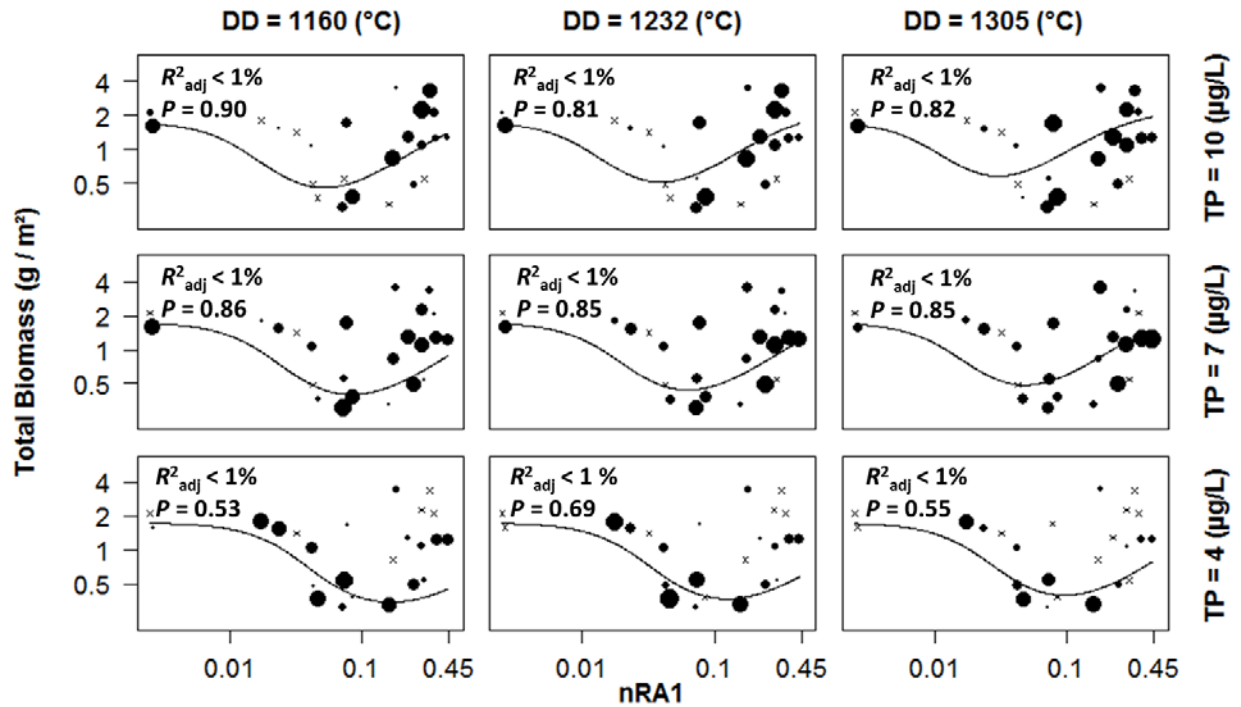 DD = 1160 (°C) DD = 1232 (°C) DD = 1305 (°C)
Total Biomass (g / m²)
4
2
1
0.5
R²adj < 1%
P = 0.90
R²adj < 1%
P = 0.81
R²adj < 1%
P = 0.82
TP = 10 (µg/L)
4
2
1
0.5
R²adj < 1%
P = 0.86
R²adj < 1%
P = 0.85
R²adj < 1%
P = 0.85
TP = 7 (µg/L)
4
2
1
0.5
R²adj < 1%
P = 0.53
R²adj < 1 %
P = 0.69
R²adj < 1%
P = 0.55
TP = 4 (µg/L)
0.01 0.1 0.45 0.01 0.1 0.45 0.01 0.1 0.45
nRA1